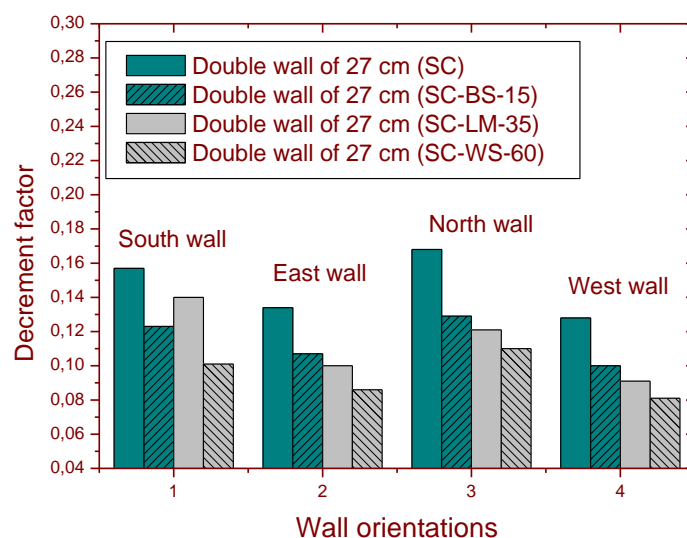 0,30
0,28
0,26
0,24
0,22
0,20
0,18
0,16
0,14
0,12
0,10
0,08
0,06
0,04
Decrement factor
Double wall of 27 cm (SC)
Double wall of 27 cm (SC-BS-15)
Double wall of 27 cm (SC-LM-35)
Double wall of 27 cm (SC-WS-60)
South wall
East wall
North wall
West wall
1 2 3 4
Wall orientations